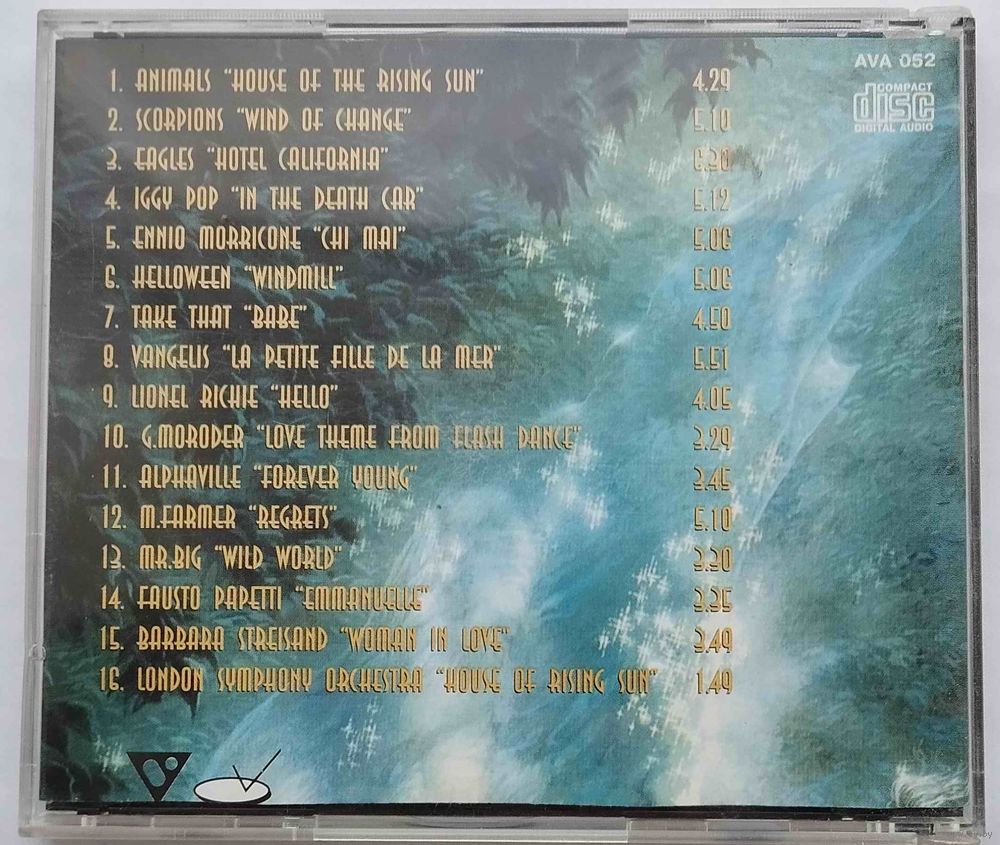 AVA 052
COMPACT
disc
DIGITAL AUDIO
1. ANIMALS "HOUSE OF THE RISING SUN" 4.29
2. SCORPIONS "WIND OF CHANGE" 5.10
3. EAGLES "HOTEL CALIFORNIA" 6.30
4. IGGY POP "IN THE DEATH CAR" 5.12
5. ENNIO MORRICONE "CHI MAI" 5.06
6. HELLOWEEN "WINDMILL" 5.06
7. TAKE THAT "BABE" 4.50
8. VANGELIS "LA PETITE FILLE DE LA MER" 5.51
9. LIONEL RICHIE "HELLO" 4.05
10. G.MORODER "LOVE THEME FROM FLASH DANCE" 3.29
11. ALPHAVILLE "FOREVER YOUNG" 3.45
12. M.FARMER "REGRETS" 5.10
13. MR.BIG "WILD WORLD" 3.30
14. FAUSTO PAPETTI "EMMANUELLE" 3.35
15. BARBARA STREISAND "WOMAN IN LOVE" 3.49
16. LONDON SYMPHONY ORCHESTRA "HOUSE OF RISING SUN" 1.49